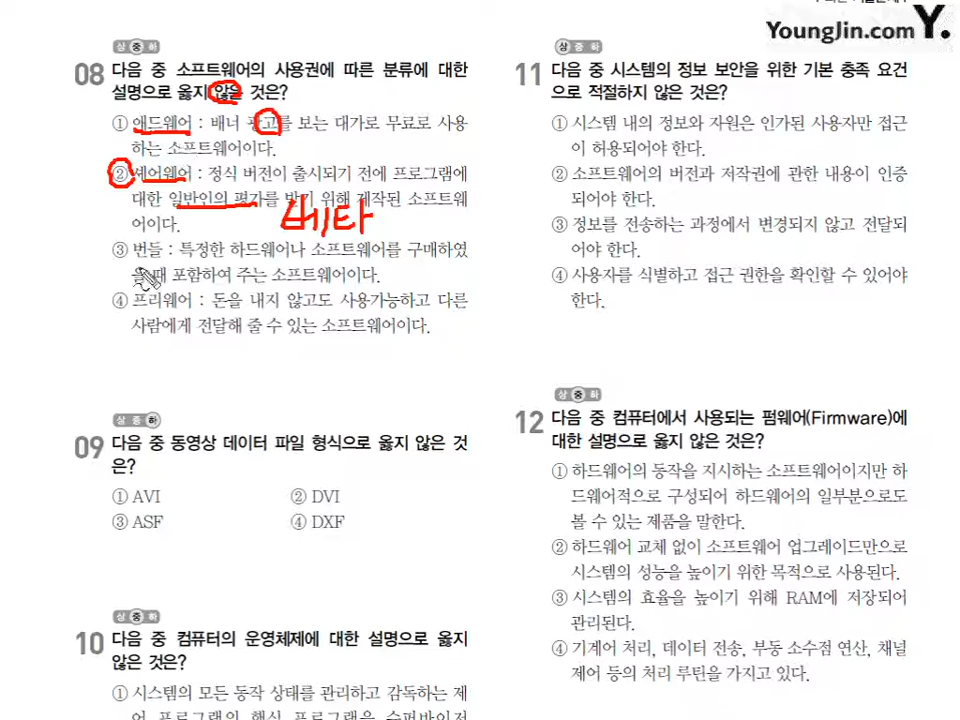 YoungJin.com Y.
상 중 하
08 다음 중 소프트웨어의 사용권에 따른 분류에 대한
설명으로 옳지 않은 것은?
① 애드웨어 : 배너 광고를 보는 대가로 무료로 사용
하는 소프트웨어이다.
② 셰어웨어 : 정식 버전이 출시되기 전에 프로그램에
대한 일반인의 평가를 받기 위해 제작된 소프트웨
어이다.
베타
③ 번들 : 특정한 하드웨어나 소프트웨어를 구매하였
을 때 포함하여 주는 소프트웨어이다.
④ 프리웨어 : 돈을 내지 않고도 사용가능하고 다른
사람에게 전달해 줄 수 있는 소프트웨어이다.
상 중 하
09 다음 중 동영상 데이터 파일 형식으로 옳지 않은 것
은?
① AVI ② DVI
③ ASF ④ DXF
상 중 하
10 다음 중 컴퓨터의 운영체제에 대한 설명으로 옳지
않은 것은?
① 시스템의 모든 동작 상태를 관리하고 감독하는 제
어 프로그램의 핵심 프로그램을 슈퍼바이저
상 중 하
11 다음 중 시스템의 정보 보안을 위한 기본 충족 요건
으로 적절하지 않은 것은?
① 시스템 내의 정보와 자원은 인가된 사용자만 접근
이 허용되어야 한다.
② 소프트웨어의 버전과 저작권에 관한 내용이 인증
되어야 한다.
③ 정보를 전송하는 과정에서 변경되지 않고 전달되
어야 한다.
④ 사용자를 식별하고 접근 권한을 확인할 수 있어야
한다.
상 중 하
12 다음 중 컴퓨터에서 사용되는 펌웨어(Firmware)에
대한 설명으로 옳지 않은 것은?
① 하드웨어의 동작을 지시하는 소프트웨어이지만 하
드웨어적으로 구성되어 하드웨어의 일부분으로도
볼 수 있는 제품을 말한다.
② 하드웨어 교체 없이 소프트웨어 업그레이드만으로
시스템의 성능을 높이기 위한 목적으로 사용된다.
③ 시스템의 효율을 높이기 위해 RAM에 저장되어
관리된다.
④ 기계어 처리, 데이터 전송, 부동 소수점 연산, 채널
제어 등의 처리 루틴을 가지고 있다.